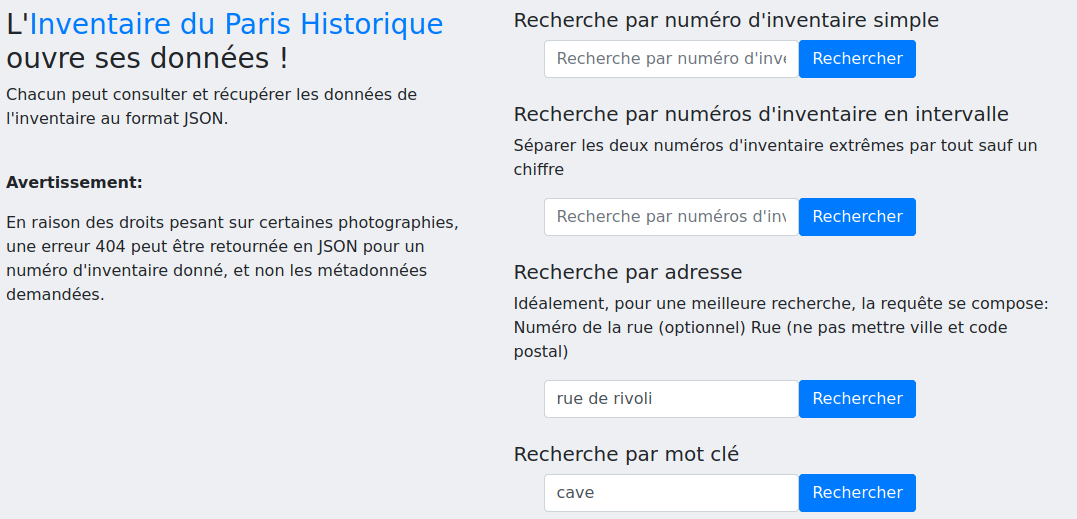 L'Inventaire du Paris Historique
ouvre ses données !
Chacun peut consulter et récupérer les données de
l'inventaire au format JSON.
Avertissement:
En raison des droits pesant sur certaines photographies,
une erreur 404 peut être retournée en JSON pour un
numéro d'inventaire donné, et non les métadonnées
demandées.
Recherche par numéro d'inventaire simple
Recherche par numéro d'inve Rechercher
Recherche par numéros d'inventaire en intervalle
Séparer les deux numéros d'inventaire extrêmes par tout sauf un
chiffre
Recherche par numéros d'inv Rechercher
Recherche par adresse
Idéalement, pour une meilleure recherche, la requête se compose:
Numéro de la rue (optionnel) Rue (ne pas mettre ville et code
postal)
rue de rivoli Rechercher
Recherche par mot clé
cave Rechercher